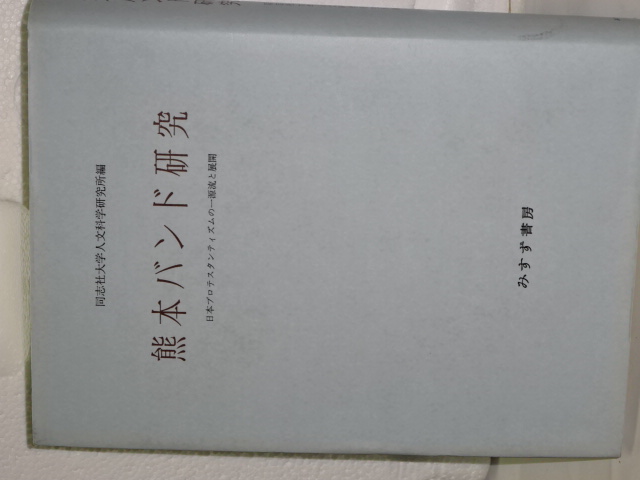 同志社大学人文科学研究所編
熊本バンド研究
日本プロテスタンティズムの一源流と展開
みすず書房